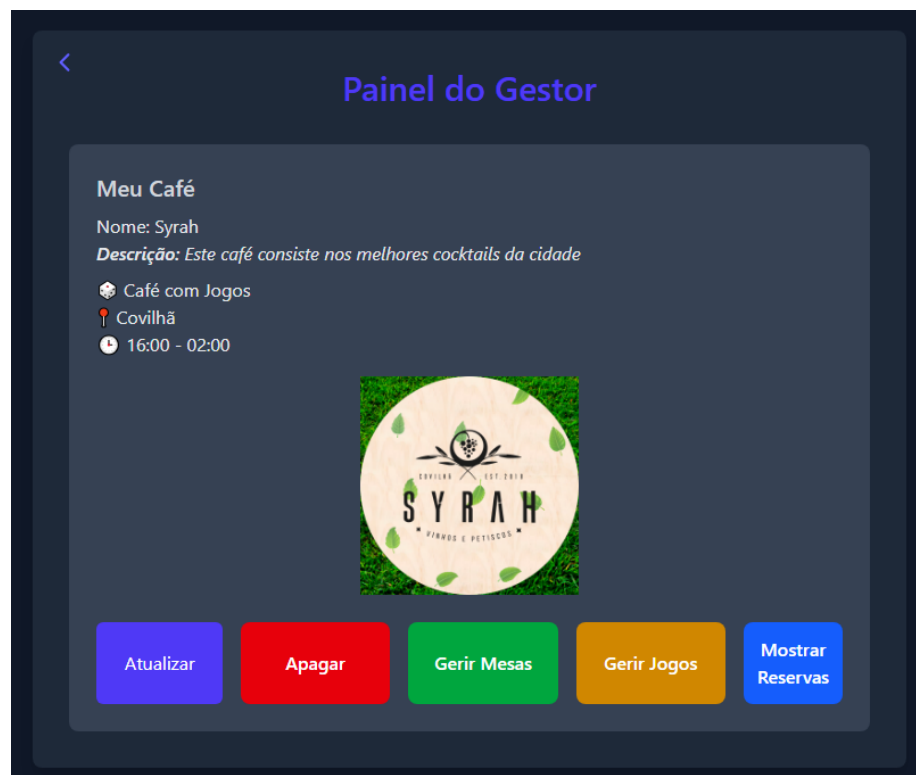 Painel do Gestor
Meu Café
Nome: Syrah
Descrição: Este café consiste nos melhores cocktails da cidade
🎲 Café com Jogos
📍 Covilhã
🕒 16:00 - 02:00
COVILHÃ EST. 2018
SYRAH
VINHOS E PETISCOS
Atualizar
Apagar
Gerir Mesas
Gerir Jogos
Mostrar
Reservas